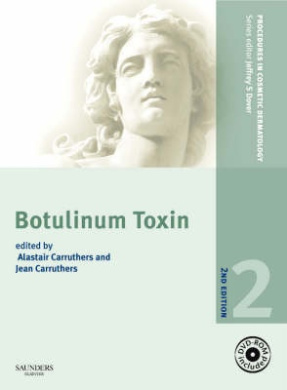 PROCEDURES IN COSMETIC DERMATOLOGY
Series editor Jeffrey S Dover
Botulinum Toxin
edited by
Alastair Carruthers and
Jean Carruthers
2ND EDITION
2
SAUNDERS
ELSEVIER
DVD-ROM
included